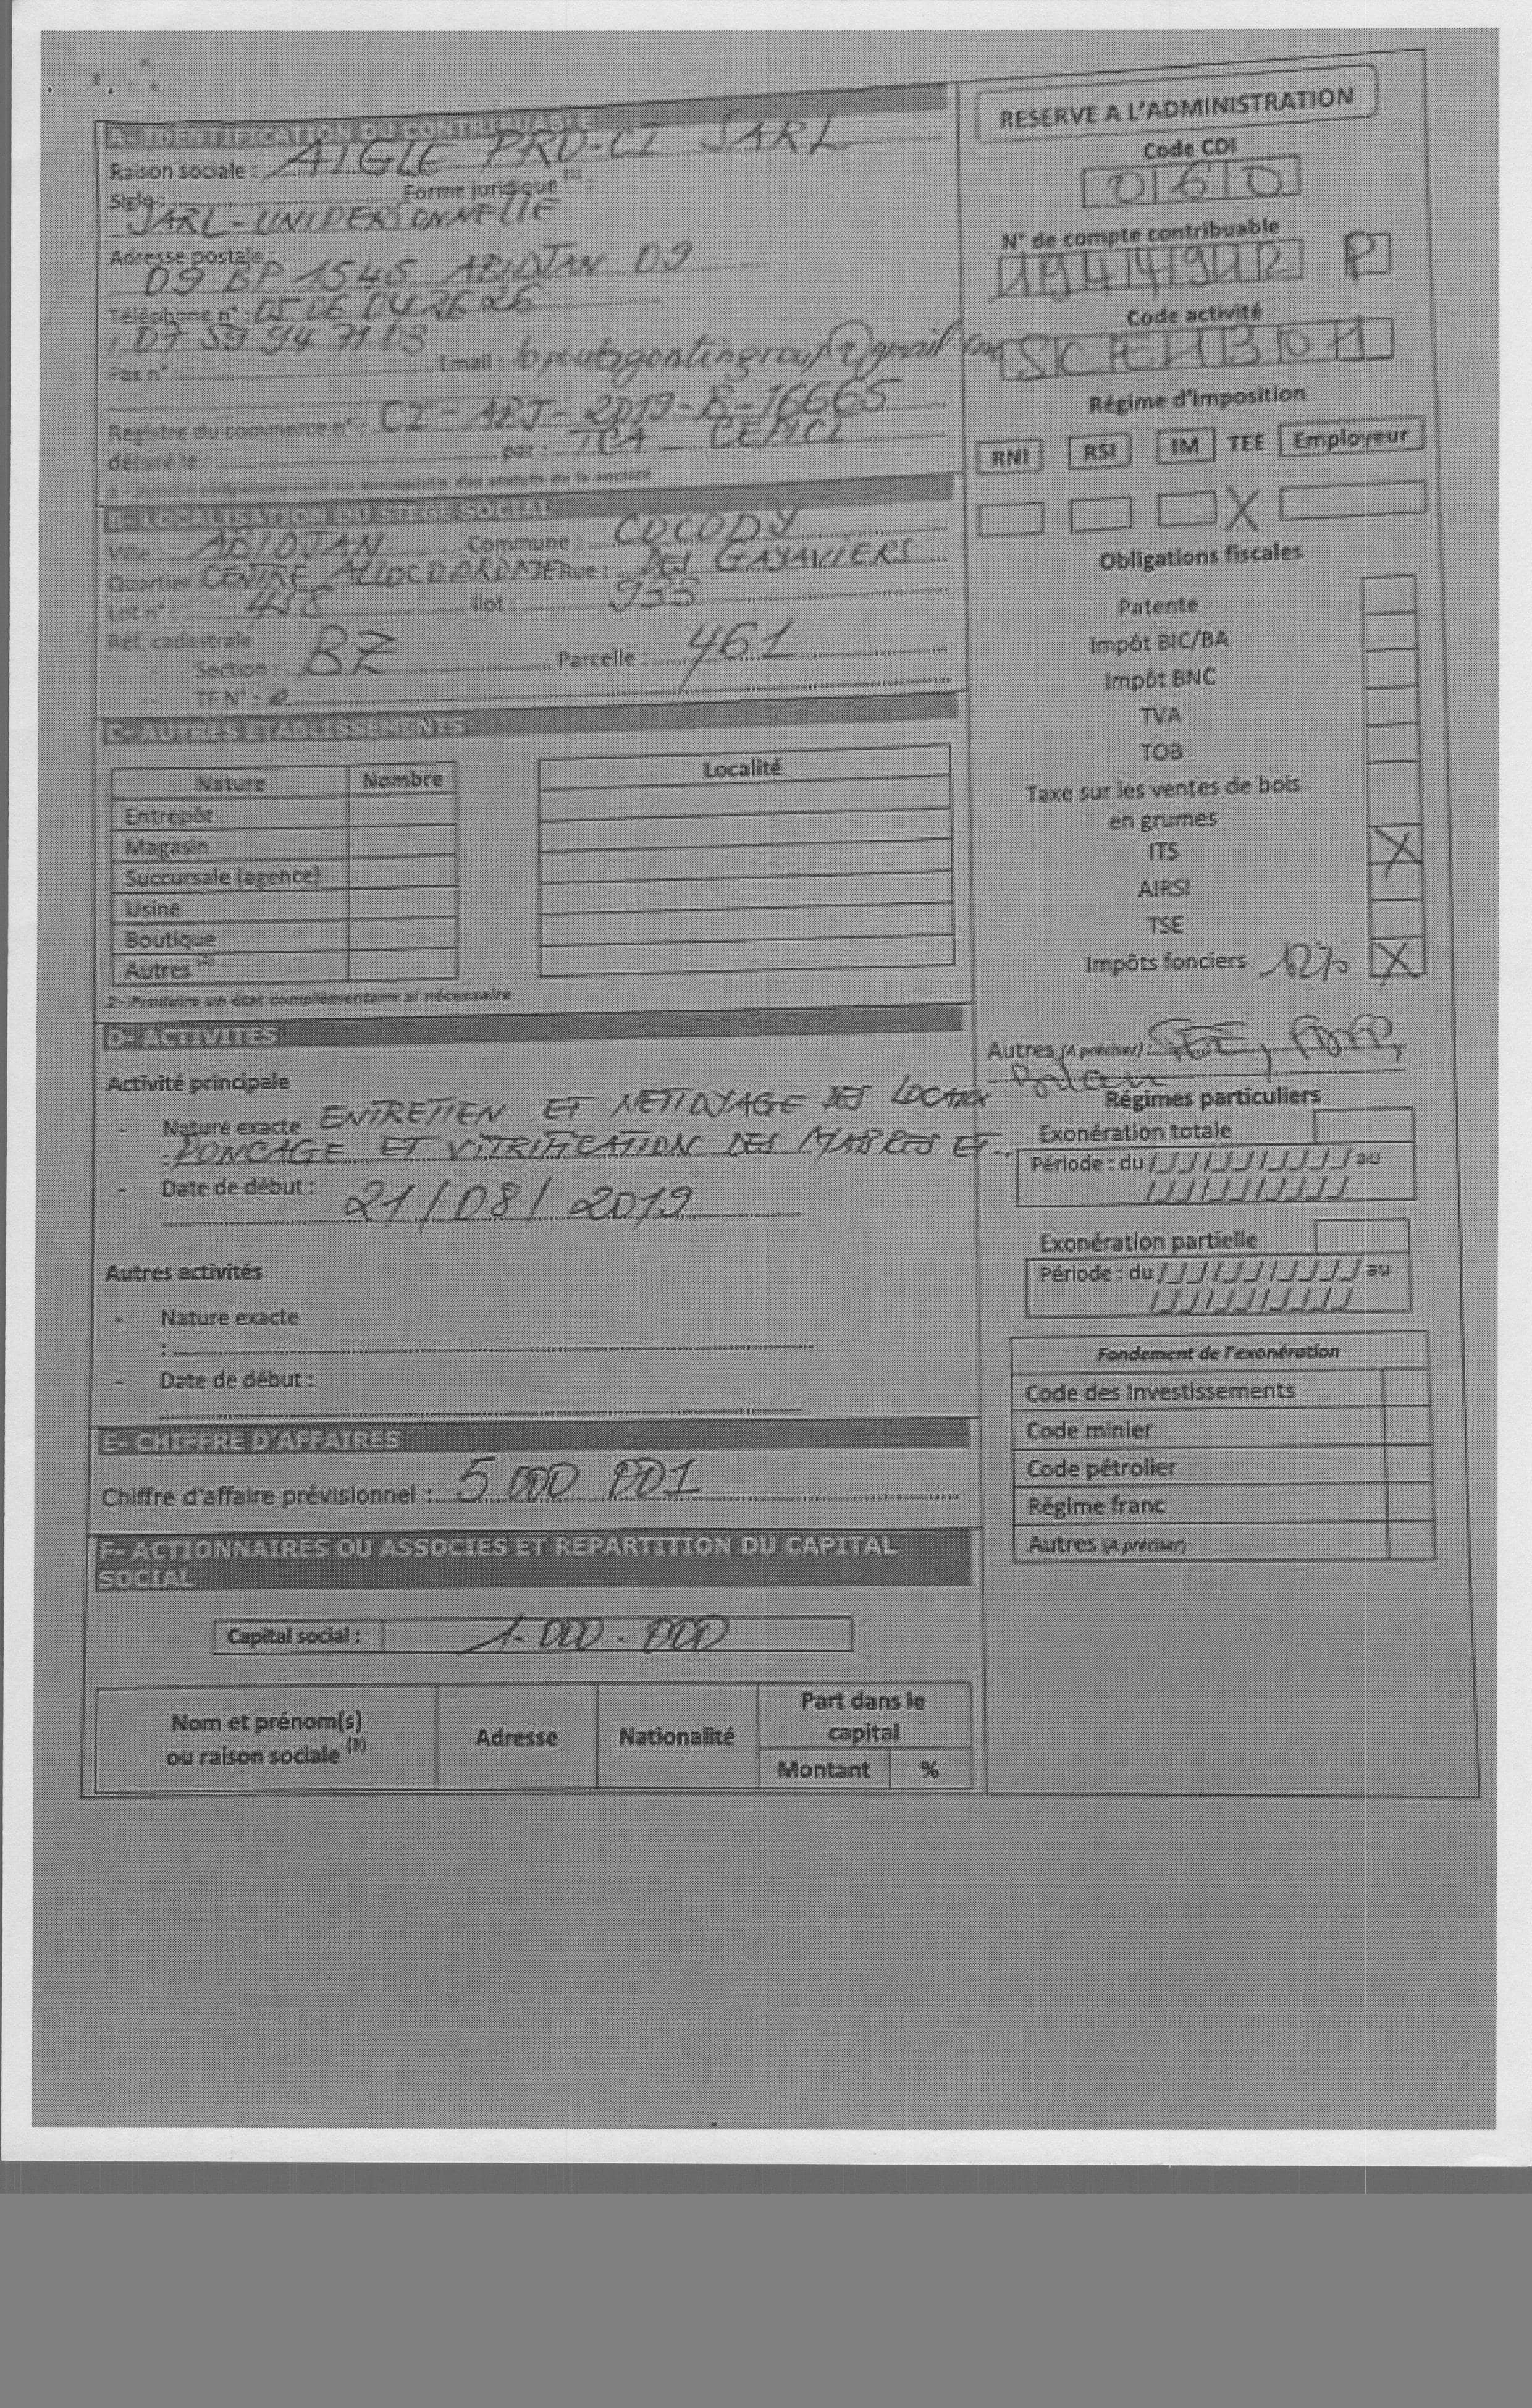 A- IDENTIFICATION DU CONTRIBUABLE
Raison sociale : AIGLE PRO-CI SARL
Sigle : Forme juridique (1) :
SARL-UNIPERSONNELLE
Adresse postale :
09 BP 1545 ABIDJAN 09
Téléphone n° : 05 06 04 26 26
07 59 94 71 03
Fax n° Email : @gmail.com
Registre du commerce n° : CI-ABJ-2019-B-16665
délivré le : par : TCA CEPICI
B- LOCALISATION DU SIEGE SOCIAL
Ville : ABIDJAN Commune : COCODY
Quartier CENTRE Rue : DES GAYAVIERS
Lot n° : 458 Ilot : 933
Réf. cadastrale
- Section : BZ Parcelle : 461
- TF N° :
C- AUTRES ETABLISSEMENTS
Nature Nombre Localité
Entrepôt
Magasin
Succursale (agence)
Usine
Boutique
Autres (2)
2- Produire un état complémentaire si nécessaire
D- ACTIVITES
Activité principale
- Nature exacte ENTRETIEN ET NETTOYAGE DES LOCAUX
: PONCAGE ET VITRIFICATION DES MARBRES ET
- Date de début : 21/08/2019
Autres activités
- Nature exacte
:
- Date de début :
E- CHIFFRE D'AFFAIRES
Chiffre d'affaire prévisionnel : 5 000 001
F- ACTIONNAIRES OU ASSOCIES ET REPARTITION DU CAPITAL
SOCIAL
Capital social : 1.000.000
Nom et prénom(s)
ou raison sociale
Adresse
Nationalité
Part dans le
capital
Montant %
RESERVE A L'ADMINISTRATION
Code CDI
060
N° de compte contribuable
P
Code activité
Régime d'imposition
RNI RSI IM TEE Employeur
X
Obligations fiscales
Patente
Impôt BIC/BA
Impôt BNC
TVA
TOB
Taxe sur les ventes de bois
en grumes
ITS X
AIRSI
TSE
Impôts fonciers 12% X
Autres (A préciser) :
Régimes particuliers
Exonération totale
Période : du /_/_/_/_/_/_/_/_/_/ au
/_/_/_/_/_/_/_/_/_/
Exonération partielle
Période : du /_/_/_/_/_/_/_/_/_/ au
/_/_/_/_/_/_/_/_/_/
Fondement de l'exonération
Code des Investissements
Code minier
Code pétrolier
Régime franc
Autres (A préciser)